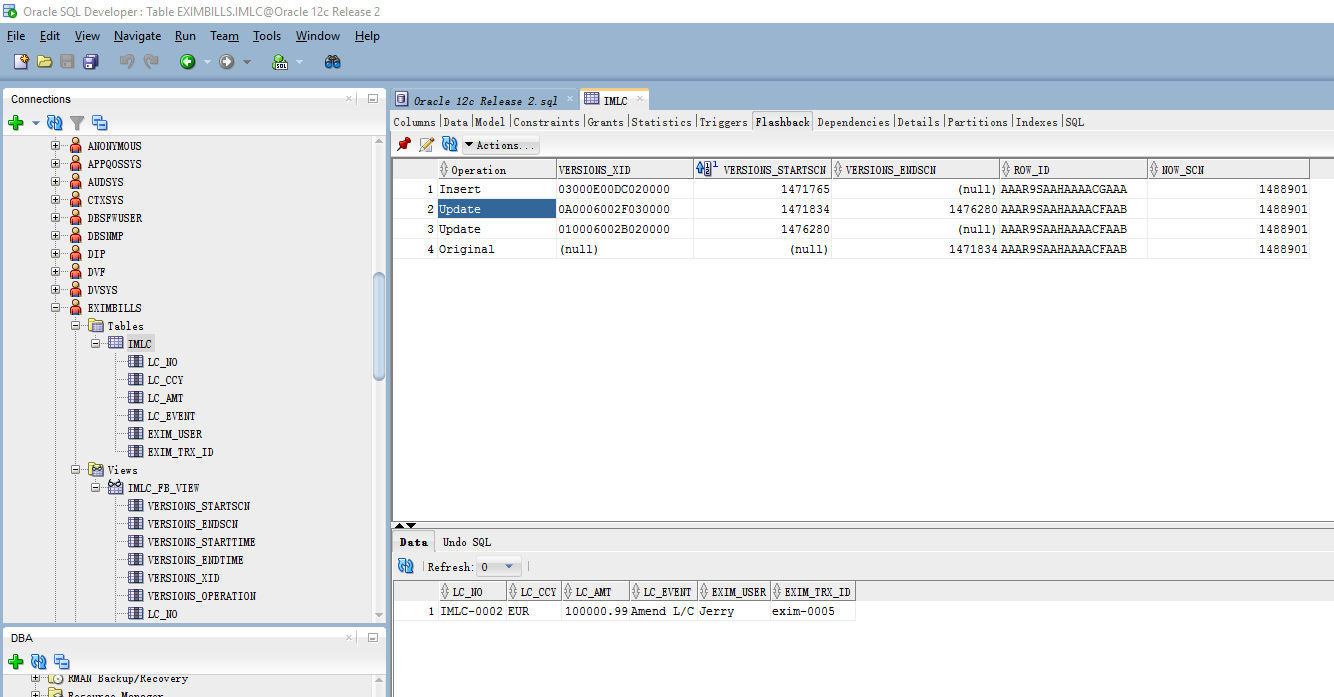 Oracle SQL Developer : Table EXIMBILLS.IMLC@Oracle 12c Release 2
File Edit View Navigate Run Team Tools Window Help
Connections
ANONYMOUS
APPQOSSYS
AUDSYS
CTXSYS
DBSFWUSER
DBSNMP
DIP
DVF
DVSYS
EXIMBILLS
Tables
IMLC
LC_NO
LC_CCY
LC_AMT
LC_EVENT
EXIM_USER
EXIM_TRX_ID
Views
IMLC_FB_VIEW
VERSIONS_STARTSCN
VERSIONS_ENDSCN
VERSIONS_STARTTIME
VERSIONS_ENDTIME
VERSIONS_XID
VERSIONS_OPERATION
LC_NO
DBA
RMAN Backup/Recovery
Resource Manager
Oracle 12c Release 2.sql IMLC
Columns Data Model Constraints Grants Statistics Triggers Flashback Dependencies Details Partitions Indexes SQL
Actions...
Operation VERSIONS_XID 1 VERSIONS_STARTSCN VERSIONS_ENDSCN ROW_ID NOW_SCN
1 Insert 03000E00DC020000 1471765 (null) AAAR9SAAHAAAACGAAA 1488901
2 Update 0A0006002F030000 1471834 1476280 AAAR9SAAHAAAACFAAB 1488901
3 Update 010006002B020000 1476280 (null) AAAR9SAAHAAAACFAAB 1488901
4 Original (null) (null) 1471834 AAAR9SAAHAAAACFAAB 1488901
Data Undo SQL
Refresh: 0
LC_NO LC_CCY LC_AMT LC_EVENT EXIM_USER EXIM_TRX_ID
1 IMLC-0002 EUR 100000.99 Amend L/C Jerry exim-0005